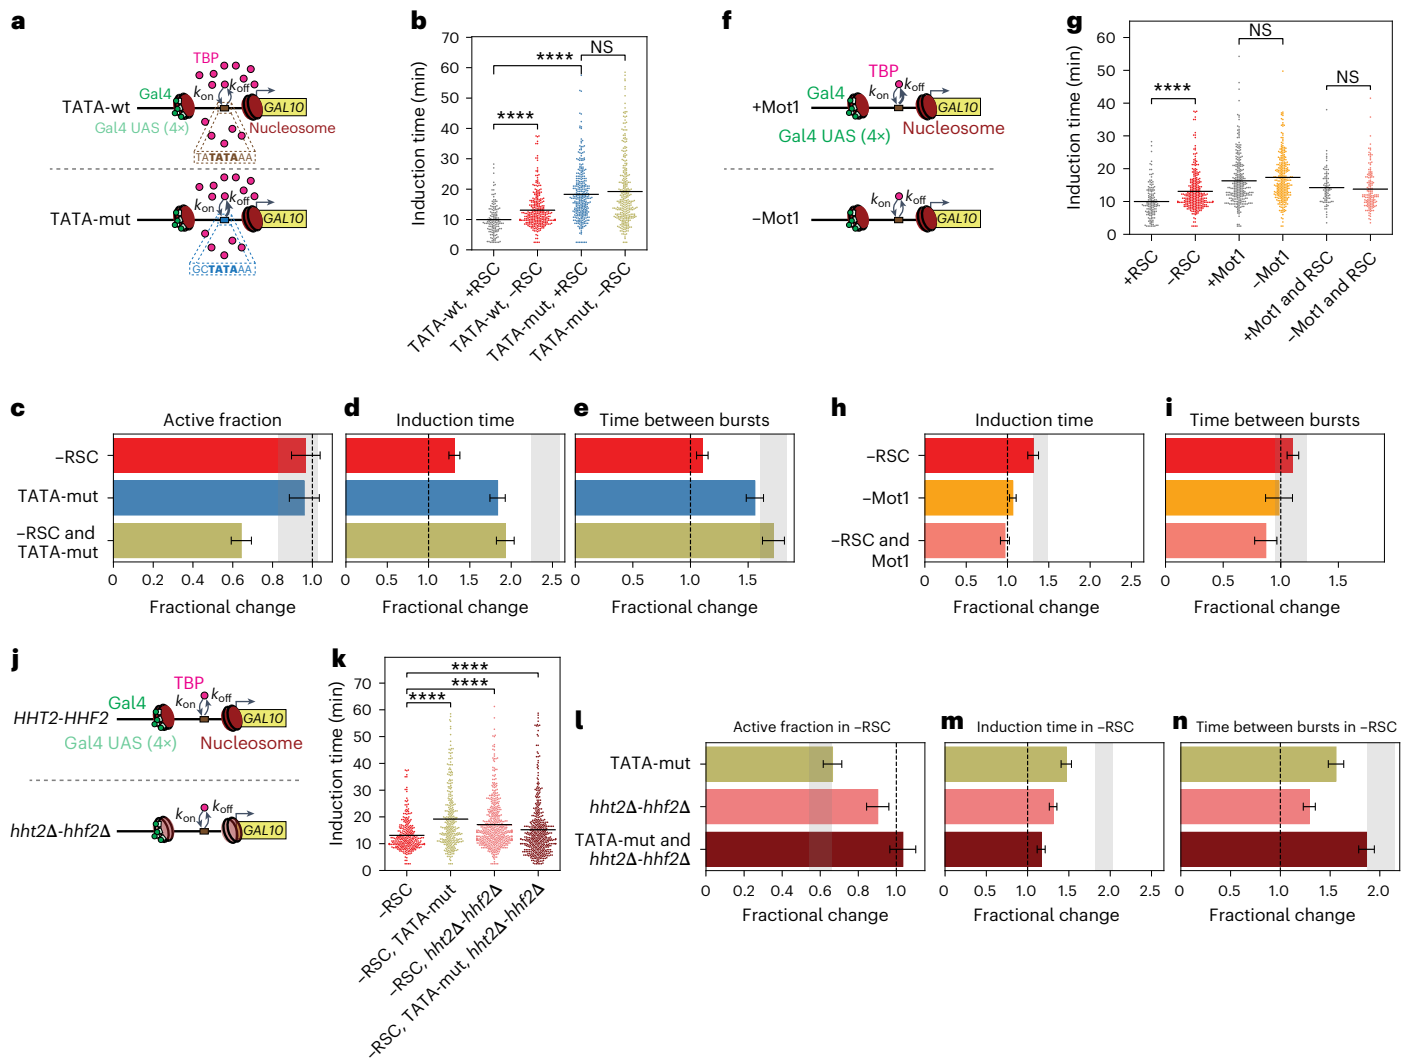 a
TBP
Gal4
kon
koff
TATA-wt
GAL10
Gal4 UAS (4×)
Nucleosome
TATATAAA
TATA-mut
kon
koff
GAL10
GCTATAAA
b
Induction time (min)
70
60
50
40
30
20
10
0
****
****
NS
TATA-wt, +RSC
TATA-wt, –RSC
TATA-mut, +RSC
TATA-mut, –RSC
f
TBP
Gal4
kon
koff
+Mot1
GAL10
Gal4 UAS (4×)
Nucleosome
–Mot1
kon
koff
GAL10
g
Induction time (min)
60
50
40
30
20
10
0
****
NS
NS
+RSC
–RSC
+Mot1
–Mot1
+Mot1 and RSC
–Mot1 and RSC
c
Active fraction
–RSC
TATA-mut
–RSC and
TATA-mut
0 0.2 0.4 0.6 0.8 1.0
Fractional change
d
Induction time
0 0.5 1.0 1.5 2.0 2.5
Fractional change
e
Time between bursts
0 0.5 1.0 1.5
Fractional change
h
Induction time
–RSC
–Mot1
–RSC and
Mot1
0 0.5 1.0 1.5 2.0 2.5
Fractional change
i
Time between bursts
0 0.5 1.0 1.5
Fractional change
j
TBP
Gal4
kon
koff
HHT2-HHF2
GAL10
Gal4 UAS (4×)
Nucleosome
hht2Δ-hhf2Δ
kon
koff
GAL10
k
Induction time (min)
70
60
50
40
30
20
10
0
****
****
****
–RSC
–RSC, TATA-mut
–RSC, hht2Δ-hhf2Δ
–RSC, TATA-mut, hht2Δ-hhf2Δ
l
Active fraction in –RSC
TATA-mut
hht2Δ-hhf2Δ
TATA-mut and
hht2Δ-hhf2Δ
0 0.2 0.4 0.6 0.8 1.0
Fractional change
m
Induction time in –RSC
0 0.5 1.0 1.5 2.0 2.5
Fractional change
n
Time between bursts in –RSC
0 0.5 1.0 1.5 2.0
Fractional change